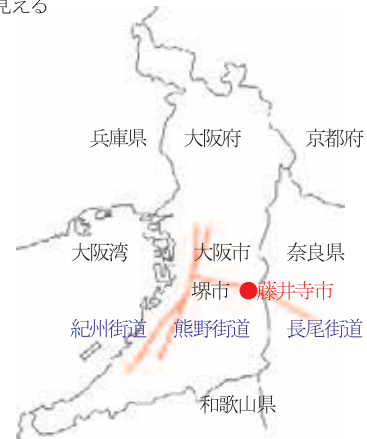 見える
兵庫県 大阪府 京都府
大阪湾 大阪市 奈良県
堺市 藤井寺市
紀州街道 熊野街道 長尾街道
和歌山県